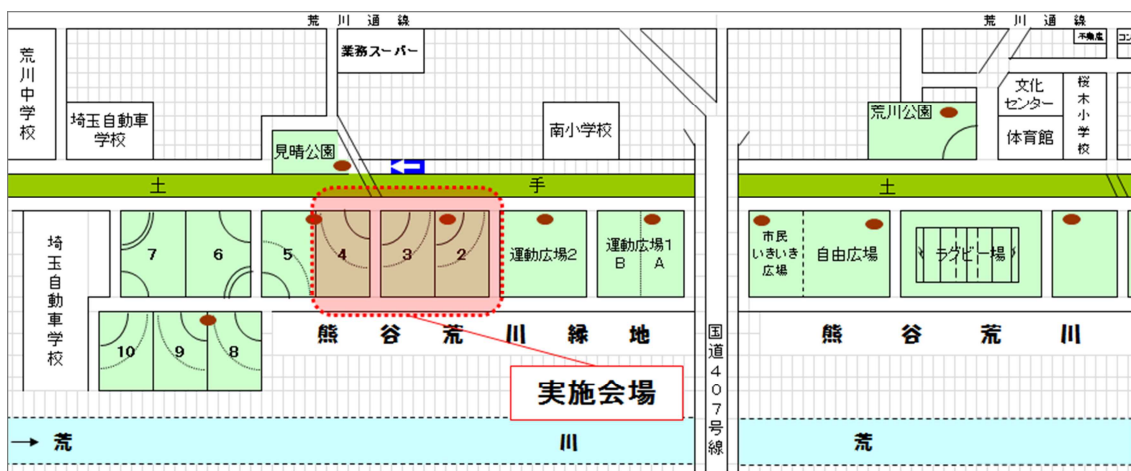 荒川通線
荒川通線
不動産
コン
荒川中学校
業務スーパー
埼玉自動車
学校
見晴公園
南小学校
荒川公園
文化
センター
体育館
桜木小学校
土
手
土
埼玉自動車学校
7
6
5
4
3
2
運動広場2
運動広場1
B A
市民
いきいき
広場
自由広場
ラグビー場
10
9
8
熊谷荒川緑地
国道407号線
熊谷荒川
実施会場
荒
川
荒